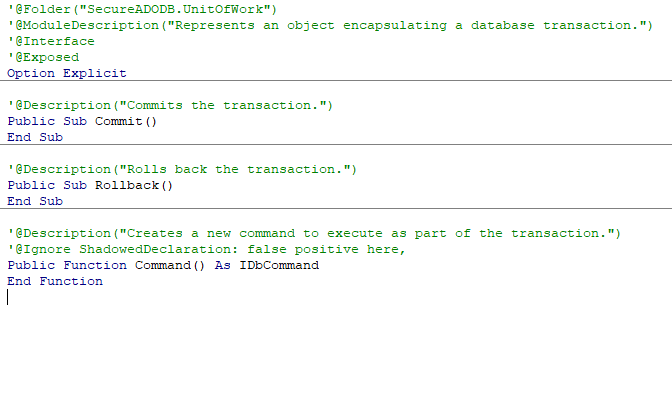 '@Folder("SecureADODB.UnitOfWork")
'@ModuleDescription("Represents an object encapsulating a database transaction.")
'@Interface
'@Exposed
Option Explicit
'@Description("Commits the transaction.")
Public Sub Commit()
End Sub
'@Description("Rolls back the transaction.")
Public Sub Rollback()
End Sub
'@Description("Creates a new command to execute as part of the transaction.")
'@Ignore ShadowedDeclaration: false positive here,
Public Function Command() As IDbCommand
End Function